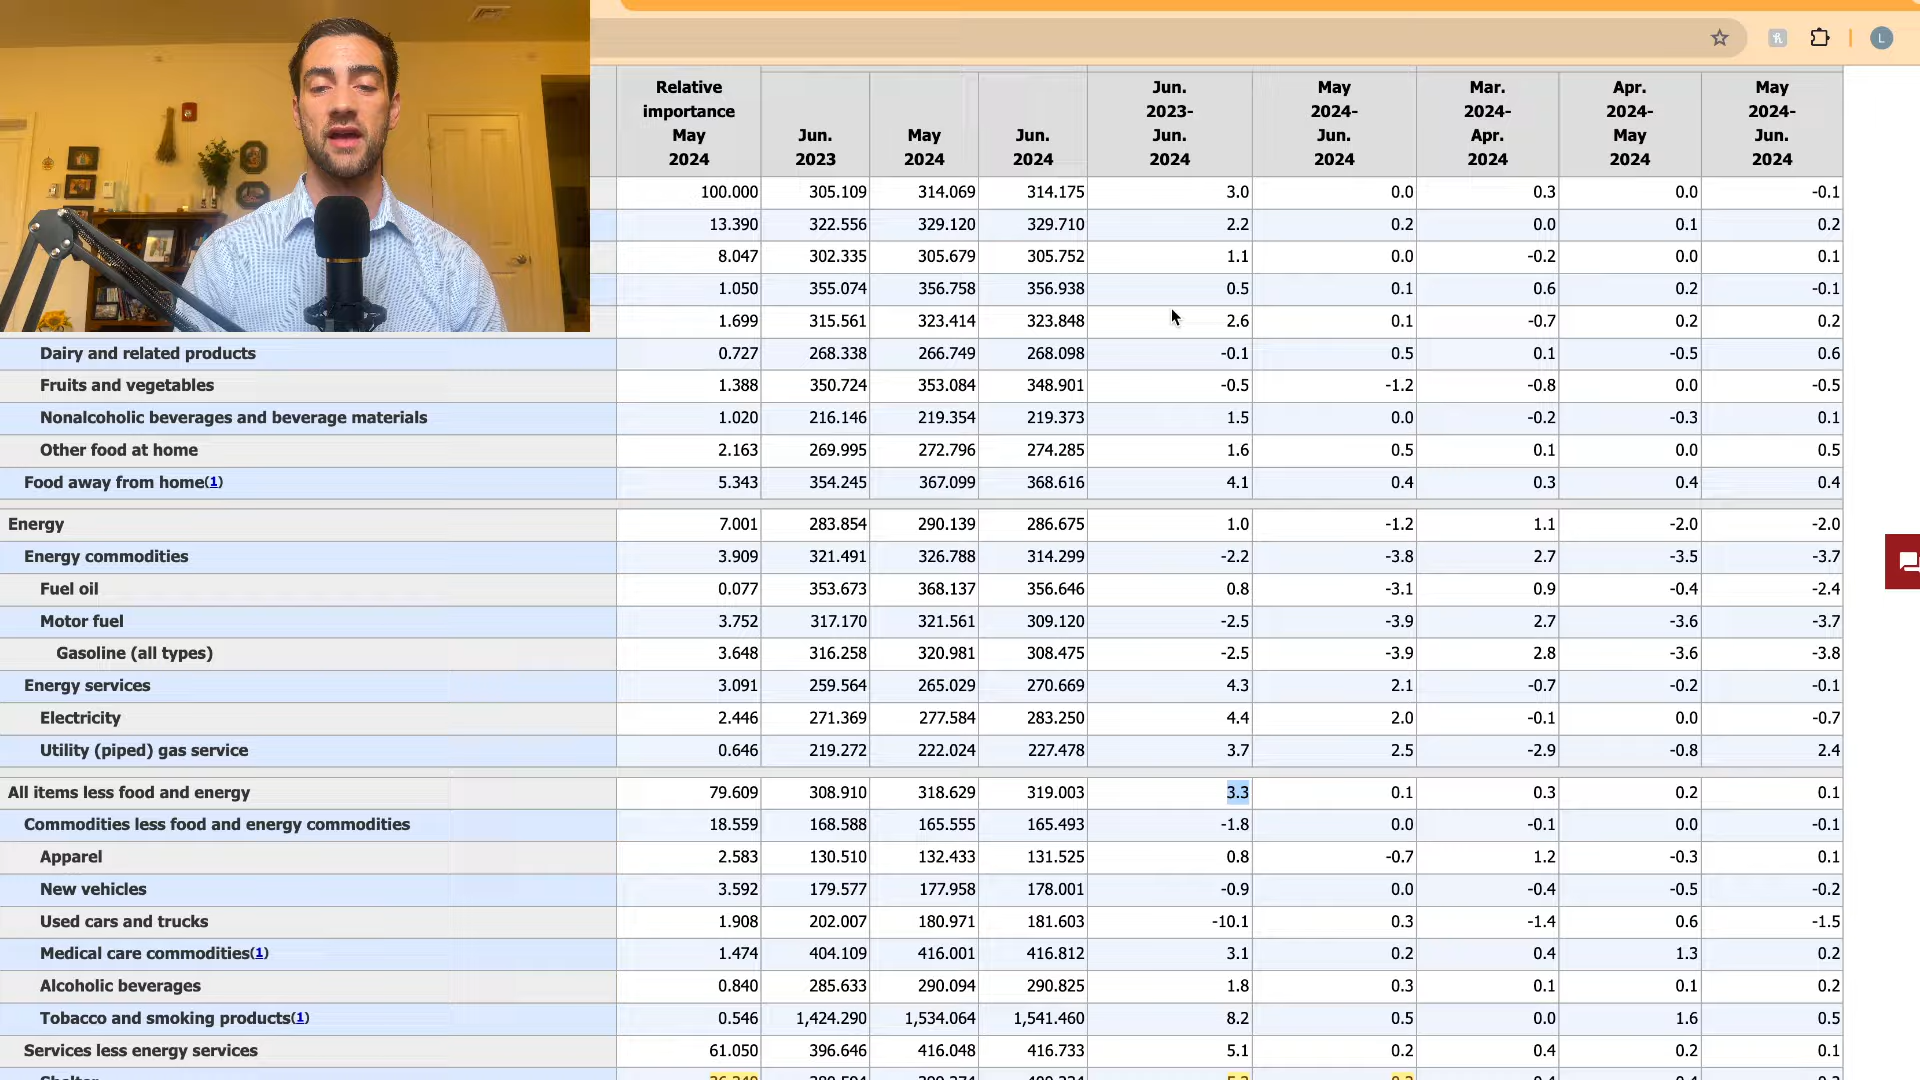 L
Relative importance May 2024 Jun. 2023 May 2024 Jun. 2024 Jun. 2023- Jun. 2024 May 2024- Jun. 2024 Mar. 2024- Apr. 2024 Apr. 2024- May 2024 May 2024- Jun. 2024
100.000 305.109 314.069 314.175 3.0 0.0 0.3 0.0 -0.1
13.390 322.556 329.120 329.710 2.2 0.2 0.0 0.1 0.2
8.047 302.335 305.679 305.752 1.1 0.0 -0.2 0.0 0.1
1.050 355.074 356.758 356.938 0.5 0.1 0.6 0.2 -0.1
1.699 315.561 323.414 323.848 2.6 0.1 -0.7 0.2 0.2
Dairy and related products 0.727 268.338 266.749 268.098 -0.1 0.5 0.1 -0.5 0.6
Fruits and vegetables 1.388 350.724 353.084 348.901 -0.5 -1.2 -0.8 0.0 -0.5
Nonalcoholic beverages and beverage materials 1.020 216.146 219.354 219.373 1.5 0.0 -0.2 -0.3 0.1
Other food at home 2.163 269.995 272.796 274.285 1.6 0.5 0.1 0.0 0.5
Food away from home(1) 5.343 354.245 367.099 368.616 4.1 0.4 0.3 0.4 0.4
Energy 7.001 283.854 290.139 286.675 1.0 -1.2 1.1 -2.0 -2.0
Energy commodities 3.909 321.491 326.788 314.299 -2.2 -3.8 2.7 -3.5 -3.7
Fuel oil 0.077 353.673 368.137 356.646 0.8 -3.1 0.9 -0.4 -2.4
Motor fuel 3.752 317.170 321.561 309.120 -2.5 -3.9 2.7 -3.6 -3.7
Gasoline (all types) 3.648 316.258 320.981 308.475 -2.5 -3.9 2.8 -3.6 -3.8
Energy services 3.091 259.564 265.029 270.669 4.3 2.1 -0.7 -0.2 -0.1
Electricity 2.446 271.369 277.584 283.250 4.4 2.0 -0.1 0.0 -0.7
Utility (piped) gas service 0.646 219.272 222.024 227.478 3.7 2.5 -2.9 -0.8 2.4
All items less food and energy 79.609 308.910 318.629 319.003 3.3 0.1 0.3 0.2 0.1
Commodities less food and energy commodities 18.559 168.588 165.555 165.493 -1.8 0.0 -0.1 0.0 -0.1
Apparel 2.583 130.510 132.433 131.525 0.8 -0.7 1.2 -0.3 0.1
New vehicles 3.592 179.577 177.958 178.001 -0.9 0.0 -0.4 -0.5 -0.2
Used cars and trucks 1.908 202.007 180.971 181.603 -10.1 0.3 -1.4 0.6 -1.5
Medical care commodities(1) 1.474 404.109 416.001 416.812 3.1 0.2 0.4 1.3 0.2
Alcoholic beverages 0.840 285.633 290.094 290.825 1.8 0.3 0.1 0.1 0.2
Tobacco and smoking products(1) 0.546 1,424.290 1,534.064 1,541.460 8.2 0.5 0.0 1.6 0.5
Services less energy services 61.050 396.646 416.048 416.733 5.1 0.2 0.4 0.2 0.1